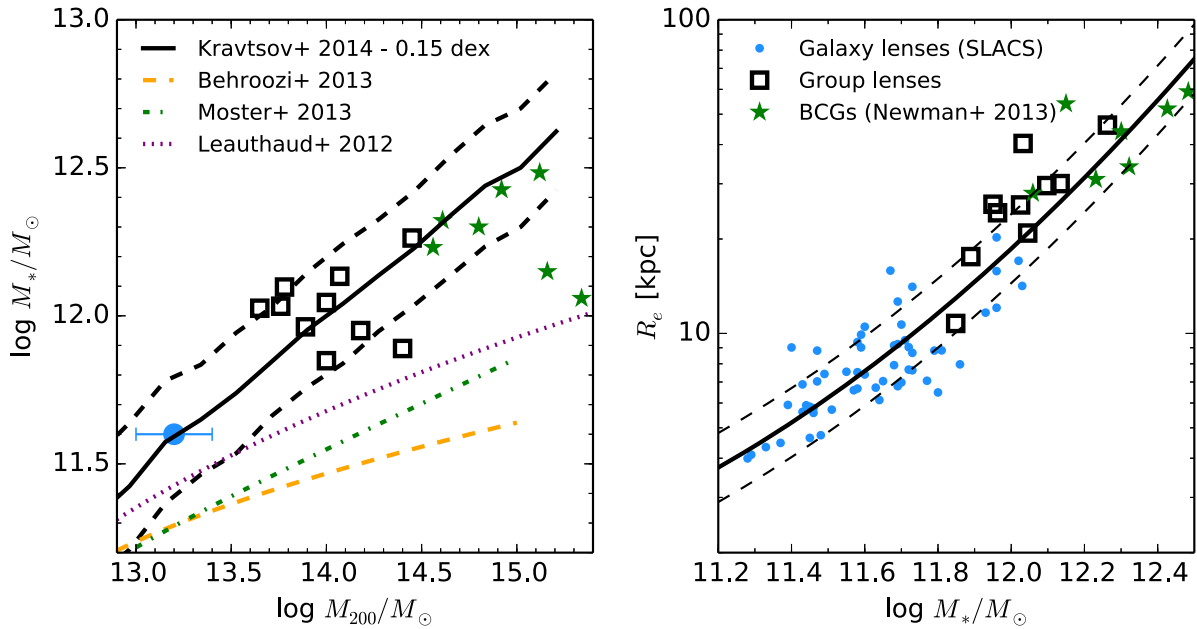 13.0
12.5
12.0
11.5
log M*/M⊙
Kravtsov+ 2014 - 0.15 dex
Behroozi+ 2013
Moster+ 2013
Leauthaud+ 2012
13.0 13.5 14.0 14.5 15.0
log M200/M⊙
100
10
Re [kpc]
Galaxy lenses (SLACS)
Group lenses
BCGs (Newman+ 2013)
11.2 11.4 11.6 11.8 12.0 12.2 12.4
log M*/M⊙